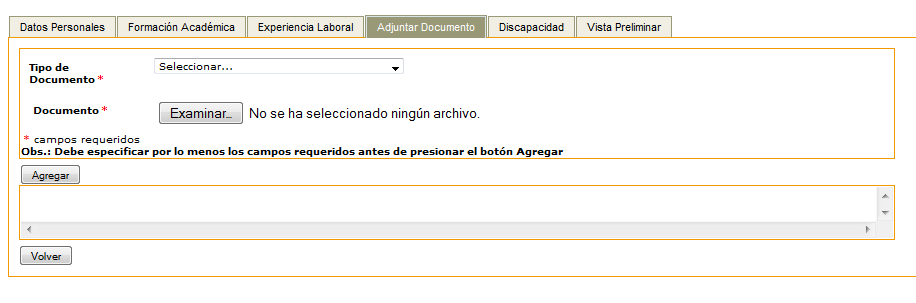 Datos Personales Formación Académica Experiencia Laboral Adjuntar Documento Discapacidad Vista Preliminar
Tipo de Documento * Seleccionar...
Documento * Examinar... No se ha seleccionado ningún archivo.
* campos requeridos
Obs.: Debe especificar por lo menos los campos requeridos antes de presionar el botón Agregar
Agregar
Volver